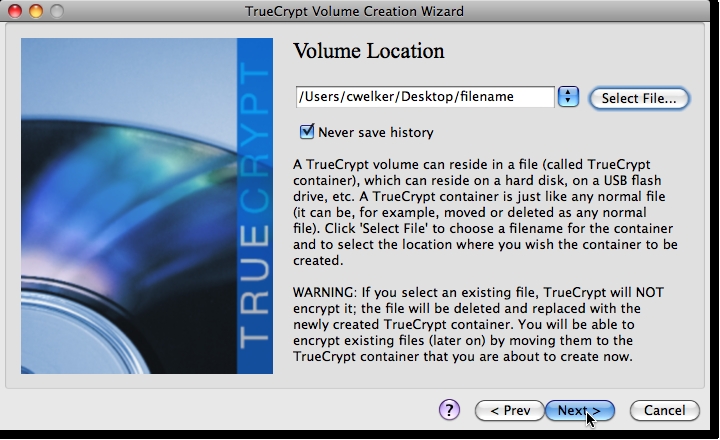 TrueCrypt Volume Creation Wizard
Volume Location
/Users/cwelker/Desktop/filename
Select File...
Never save history
A TrueCrypt volume can reside in a file (called TrueCrypt
container), which can reside on a hard disk, on a USB flash
drive, etc. A TrueCrypt container is just like any normal file
(it can be, for example, moved or deleted as any normal
file). Click 'Select File' to choose a filename for the container
and to select the location where you wish the container to be
created.
WARNING: If you select an existing file, TrueCrypt will NOT
encrypt it; the file will be deleted and replaced with the
newly created TrueCrypt container. You will be able to
encrypt existing files (later on) by moving them to the
TrueCrypt container that you are about to create now.
TRUECRYPT
? < Prev Next > Cancel